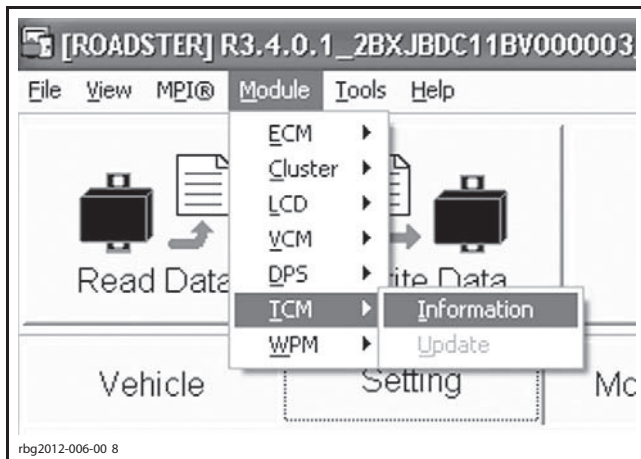 [ROADSTER] R3.4.0.1_2BXJBDC11BV000003
File View MPI® Module Tools Help
ECM
Cluster
LCD
VCM
DPS
TCM
WPM
Information
Update
Read Data
ite Data
Vehicle
Setting
Mo
rbg2012-006-00 8